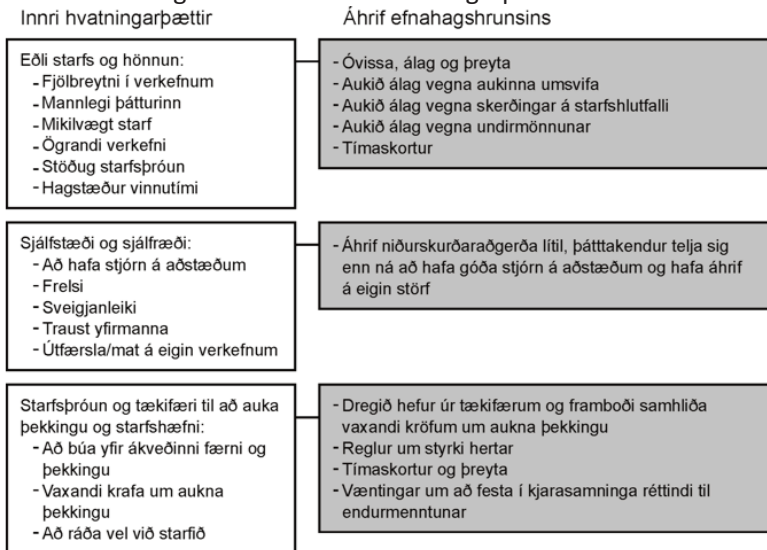 Innri hvatningarþættir
Áhrif efnahagshrunsins
Eðli starfs og hönnun:
- Fjölbreytni í verkefnum
- Mannlegi þátturinn
- Mikilvægt starf
- Ögrandi verkefni
- Stöðug starfsþróun
- Hagstæður vinnutími
- Óvissa, álag og þreyta
- Aukið álag vegna aukinna umsvifa
- Aukið álag vegna skerðingar á starfshlutfalli
- Aukið álag vegna undirmönnunar
- Tímaskortur
Sjálfstæði og sjálfræði:
- Að hafa stjórn á aðstæðum
- Frelsi
- Sveigjanleiki
- Traust yfirmanna
- Útfærsla/mat á eigin verkefnum
- Áhrif niðurskurðaraðgerða lítil, þátttakendur telja sig
enn ná að hafa góða stjórn á aðstæðum og hafa áhrif
á eigin störf
Starfsþróun og tækifæri til að auka
þekkingu og starfshæfni:
- Að búa yfir ákveðinni færni og
þekkingu
- Vaxandi krafa um aukna
þekkingu
- Að ráða vel við starfið
- Dregið hefur úr tækifærum og framboði samhliða
vaxandi kröfum um aukna þekkingu
- Reglur um styrki hertar
- Tímaskortur og þreyta
- Væntingar um að festa í kjarasamninga réttindi til
endurmenntunar